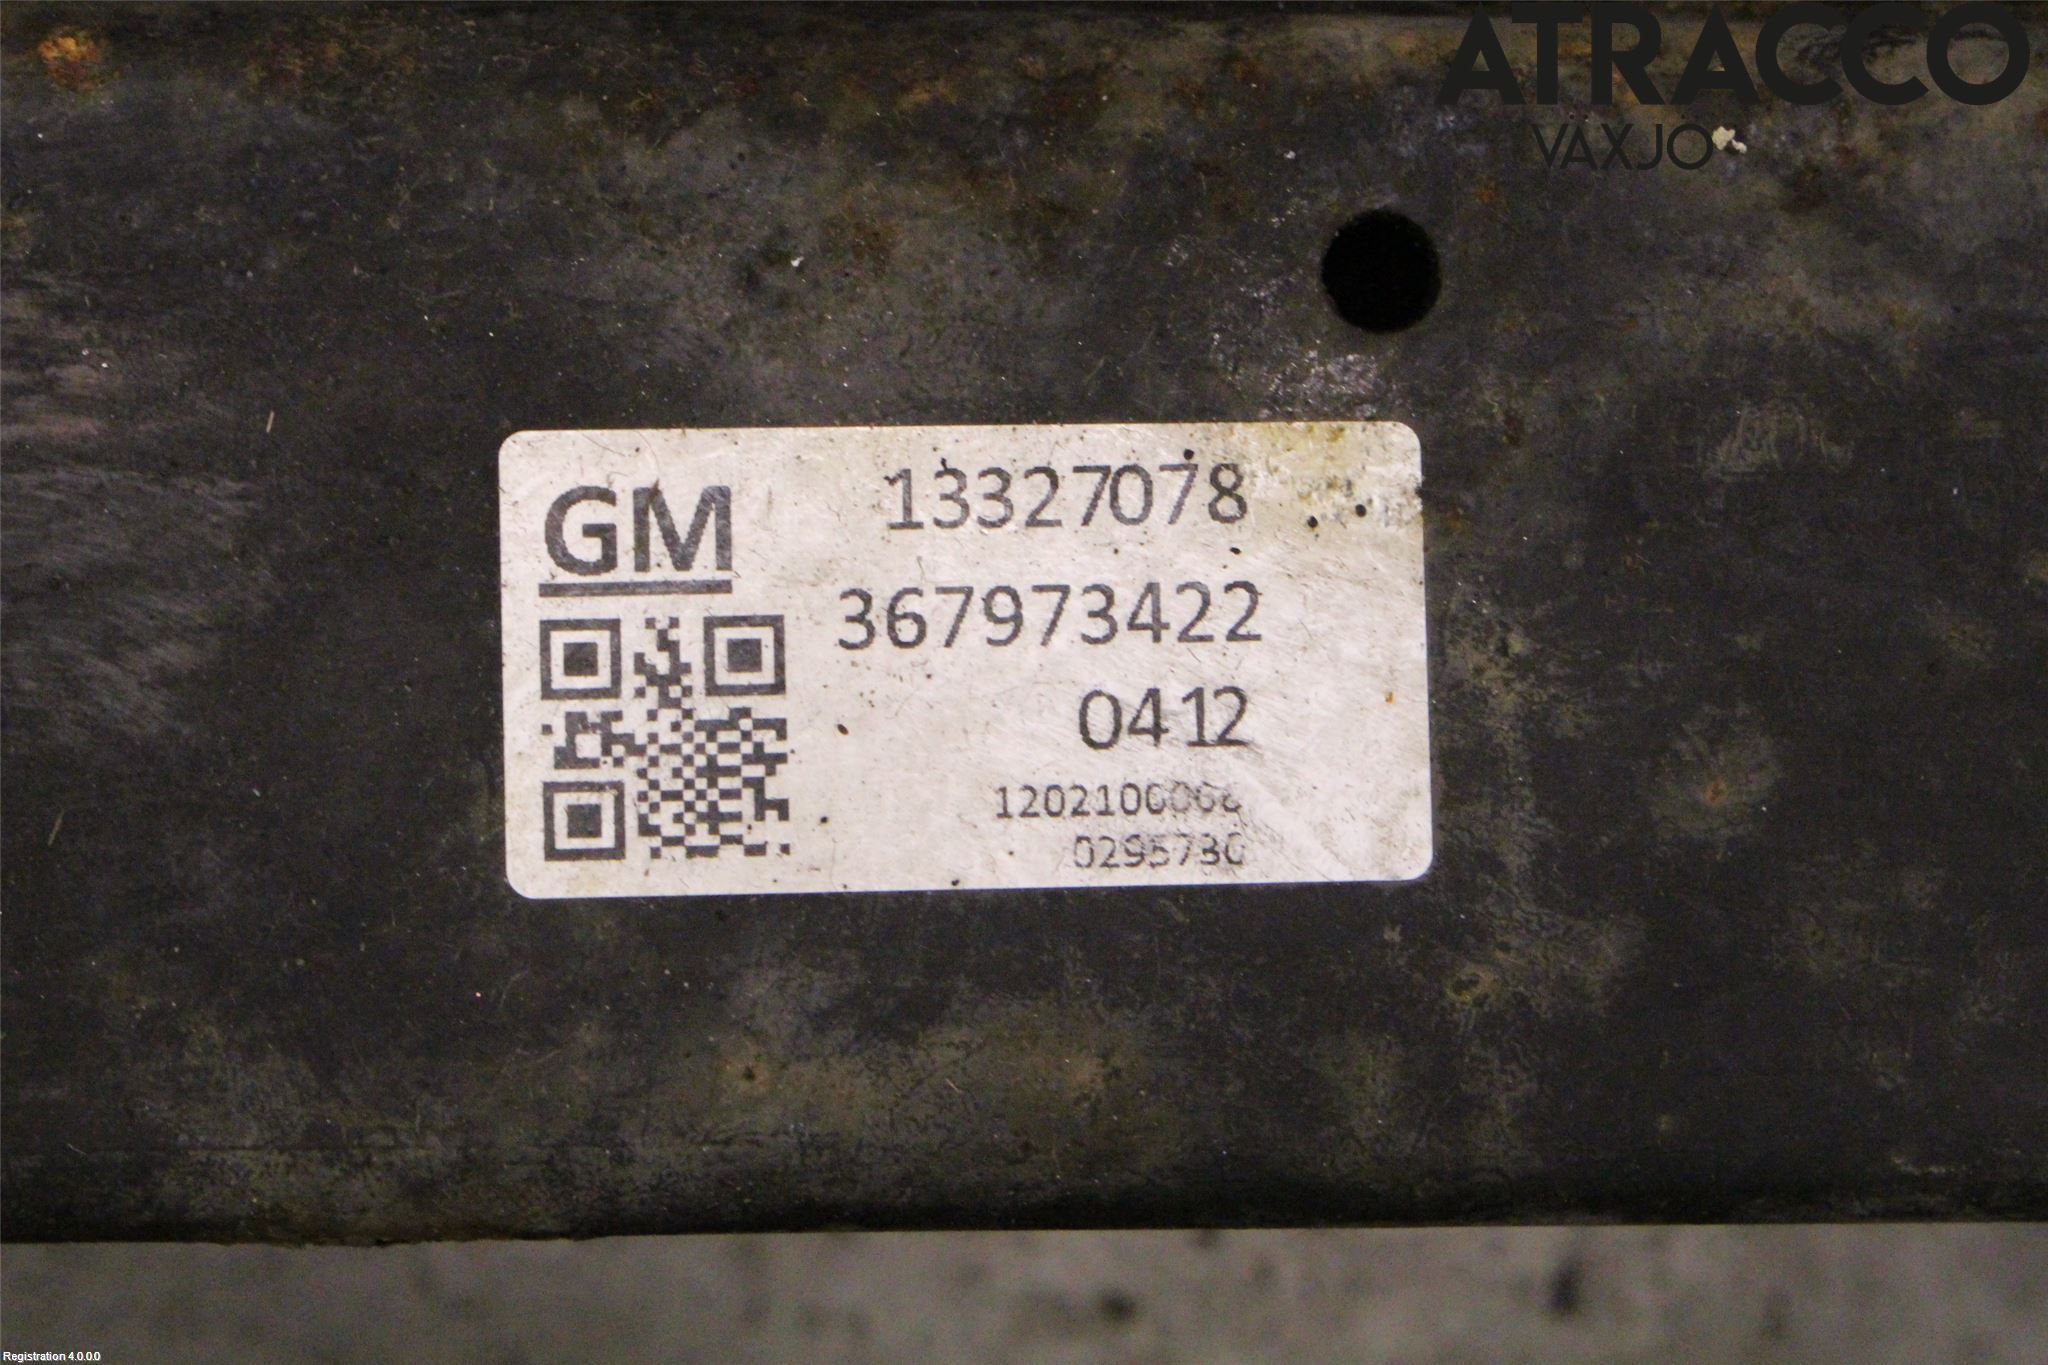 ATRACCO
VÄXJÖ
GM
13327078
367973422
0412
Registration 4.0.0.0